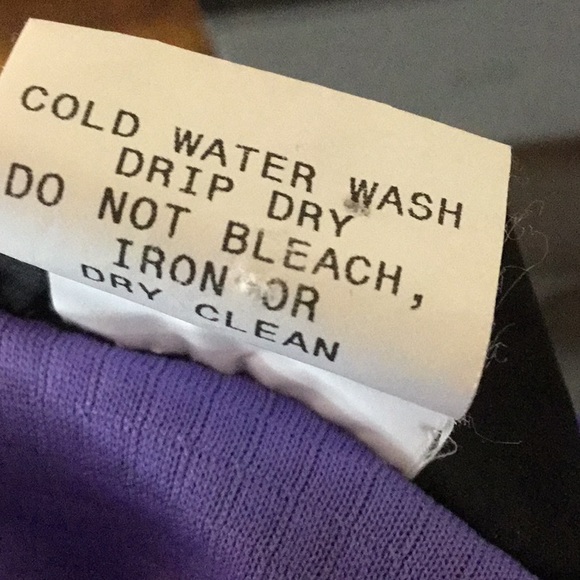 COLD WATER WASH
DRIP DRY
DO NOT BLEACH,
IRON OR
DRY CLEAN